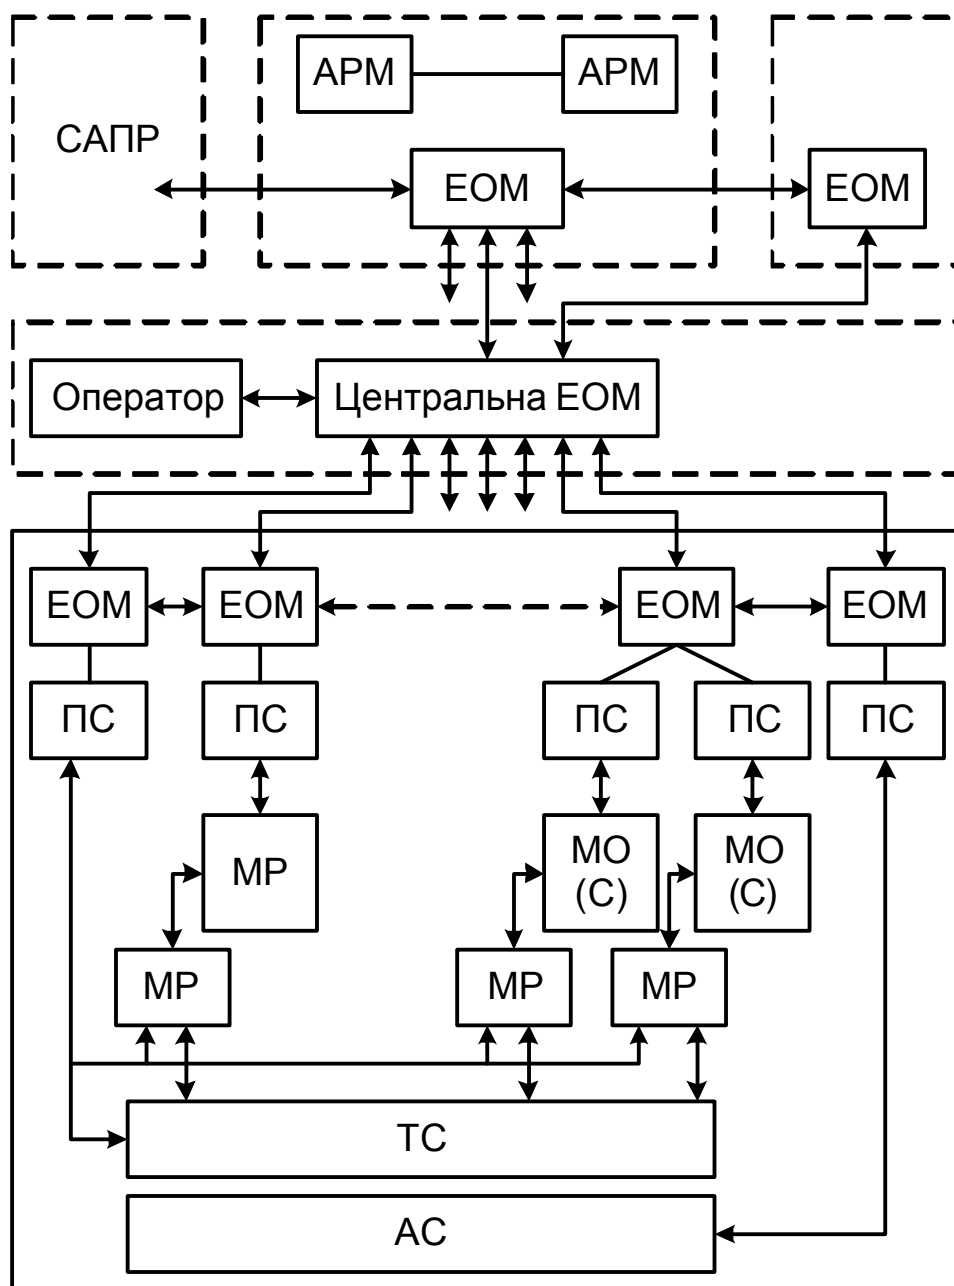 АРМ
АРМ
САПР
ЕОМ
ЕОМ
Оператор
Центральна ЕОМ
ЕОМ
ЕОМ
ЕОМ
ЕОМ
ПС
ПС
ПС
ПС
ПС
МР
МО
(С)
МО
(С)
МР
МР
МР
ТС
АС